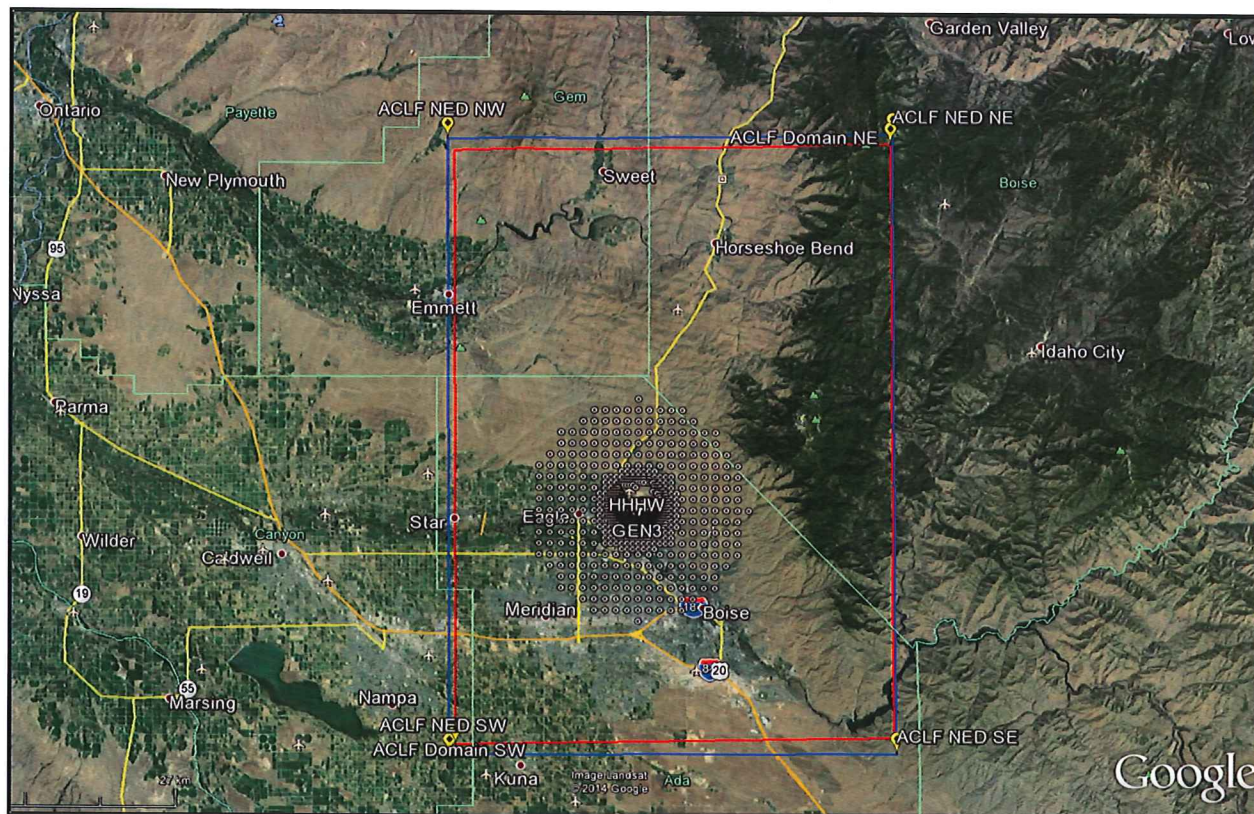 Garden Valley
Low
Ontario
Payette
Gem
ACLF NED NW
ACLF NED NE
ACLF Domain NE
New Plymouth
Sweet
Boise
95
Horseshoe Bend
Nyssa
Emmett
Idaho City
Parma
HHHW
Star
Eagle
GEN3
Wilder
Canyon
Caldwell
19
Meridian
Boise
20
55
Marsing
Nampa
ACLF NED SW
ACLF NED SE
ACLF Domain SW
Kuna
27 km
Image Landsat
© 2014 Google
Ada
Google